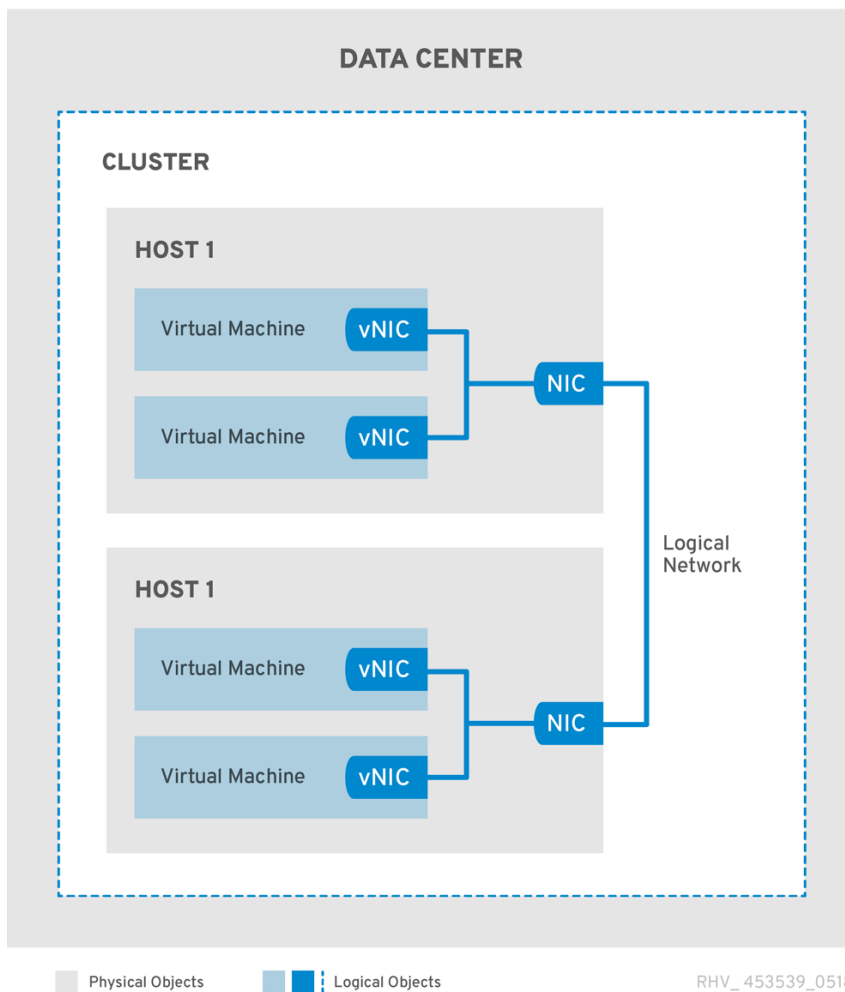 DATA CENTER
CLUSTER
HOST 1
Virtual Machine vNIC
NIC
Virtual Machine vNIC
Logical
Network
HOST 1
Virtual Machine vNIC
NIC
Virtual Machine vNIC
Physical Objects Logical Objects RHV_453539_0518